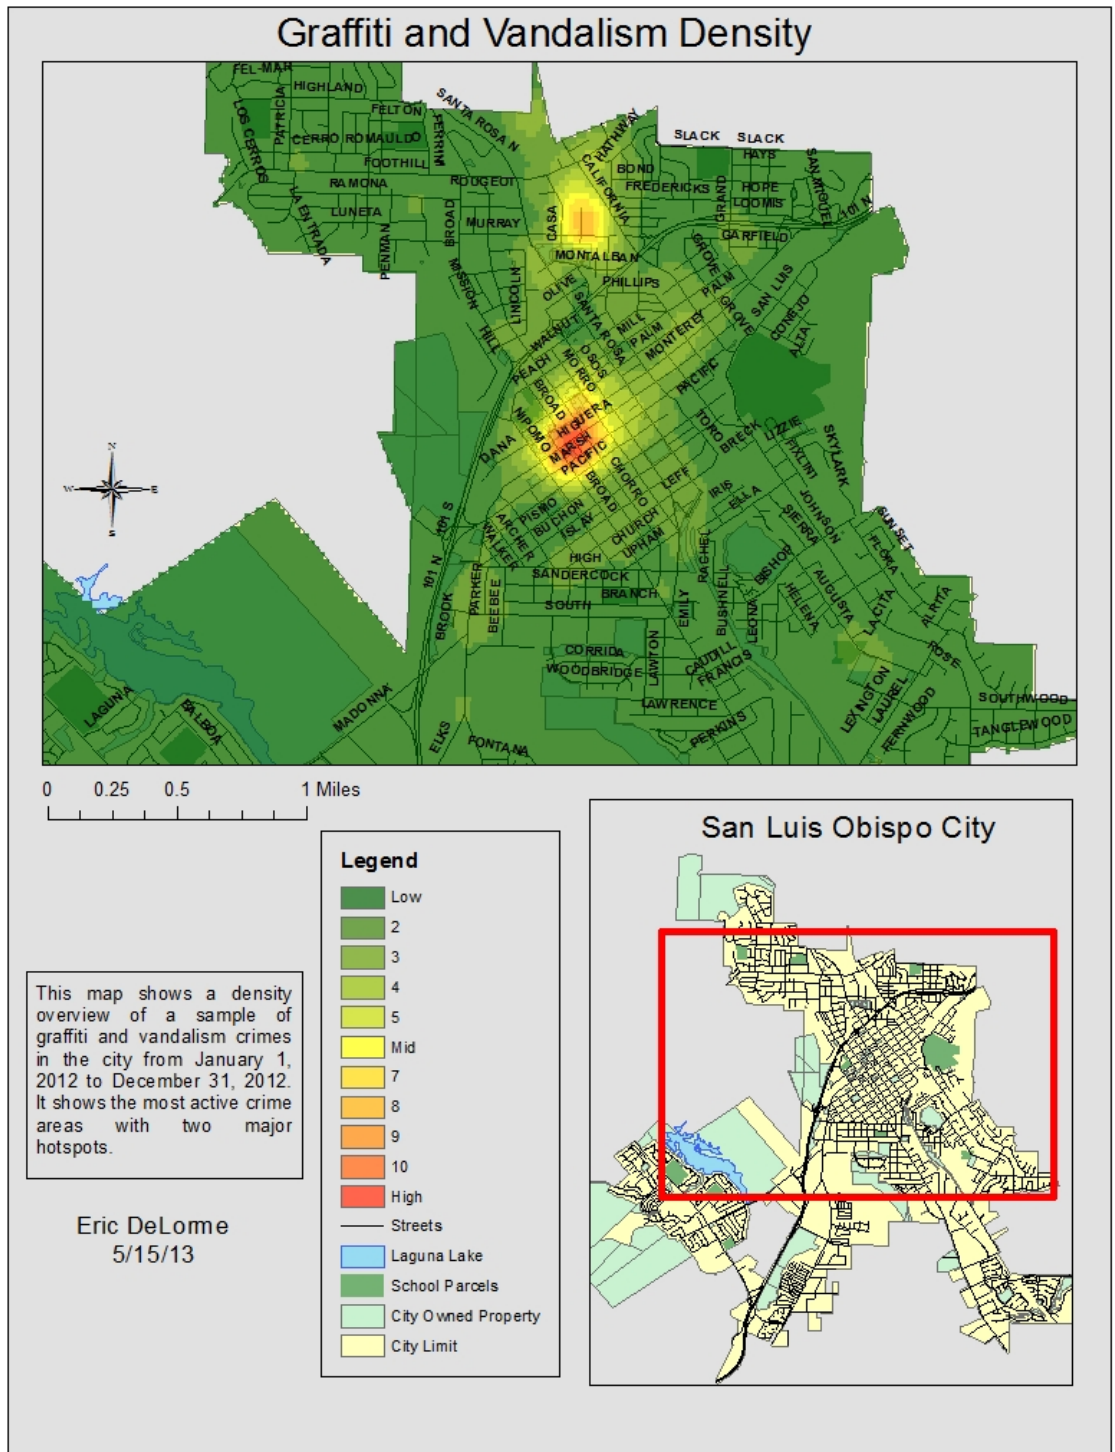 Graffiti and Vandalism Density
FEL-MAR
HIGHLAND
PATRICIA
LOS CERROS
FELTON
FERRINI
SANTA ROSA N
CERRO ROMAULDO
FOOTHILL
RAMONA
LA ENTRADA
LUNETA
PENMAN
BROAD
ROUGEOT
MURRAY
CASA
CALIFORNIA
HATHWAY
SLACK
SLACK
HAYS
BOND
FREDERICKS
GRAND
HOPE
LOOMIS
SAN MIGUEL
101 N
GARFIELD
MONTALBAN
PHILLIPS
GROVE
PALM
GROVE
SAN LUIS
CONEJO
ALTA
MISSION
HILL
LINCOLN
OLIVE
SANTA ROSA
WALNUT
MILL
PALM
MONTEREY
OSOS
MORRO
PEACH
BROAD
PACIFIC
NIPOMO
HIGUERA
MARSH
PACIFIC
DANA
TORO
BRECK
LIZZIE
FIXLINI
SKYLARK
CHORRO
LEFF
BROAD
IRIS
ELLA
JOHNSON
SIERRA
SUNSET
FLORA
PISMO
BUCHON
ISLAY
ARCHER
WALKER
CHURCH
UPHAM
101 S
101 N
HIGH
SANDERCOCK
BRANCH
SOUTH
PARKER
BEEBEE
BROOK
RACHEL
EMILY
BUSHNELL
LEONA
BISHOP
HELENA
AUGUSTA
LACITA
ARITA
ROSE
CORRIDA
WOODBRIDGE
LAWTON
CAUDILL
FRANCIS
LAWRENCE
PERKINS
LEXINGTON
LAUREL
FERNWOOD
SOUTHWOOD
TANGLEWOOD
LAGUNA
BALBOA
MADONNA
ELKS
FONTANA
N
W
E
S
0 0.25 0.5 1 Miles
Legend
Low
2
3
4
5
Mid
7
8
9
10
High
Streets
Laguna Lake
School Parcels
City Owned Property
City Limit
This map shows a density
overview of a sample of
graffiti and vandalism crimes
in the city from January 1,
2012 to December 31, 2012.
It shows the most active crime
areas with two major
hotspots.
Eric DeLorme
5/15/13
San Luis Obispo City